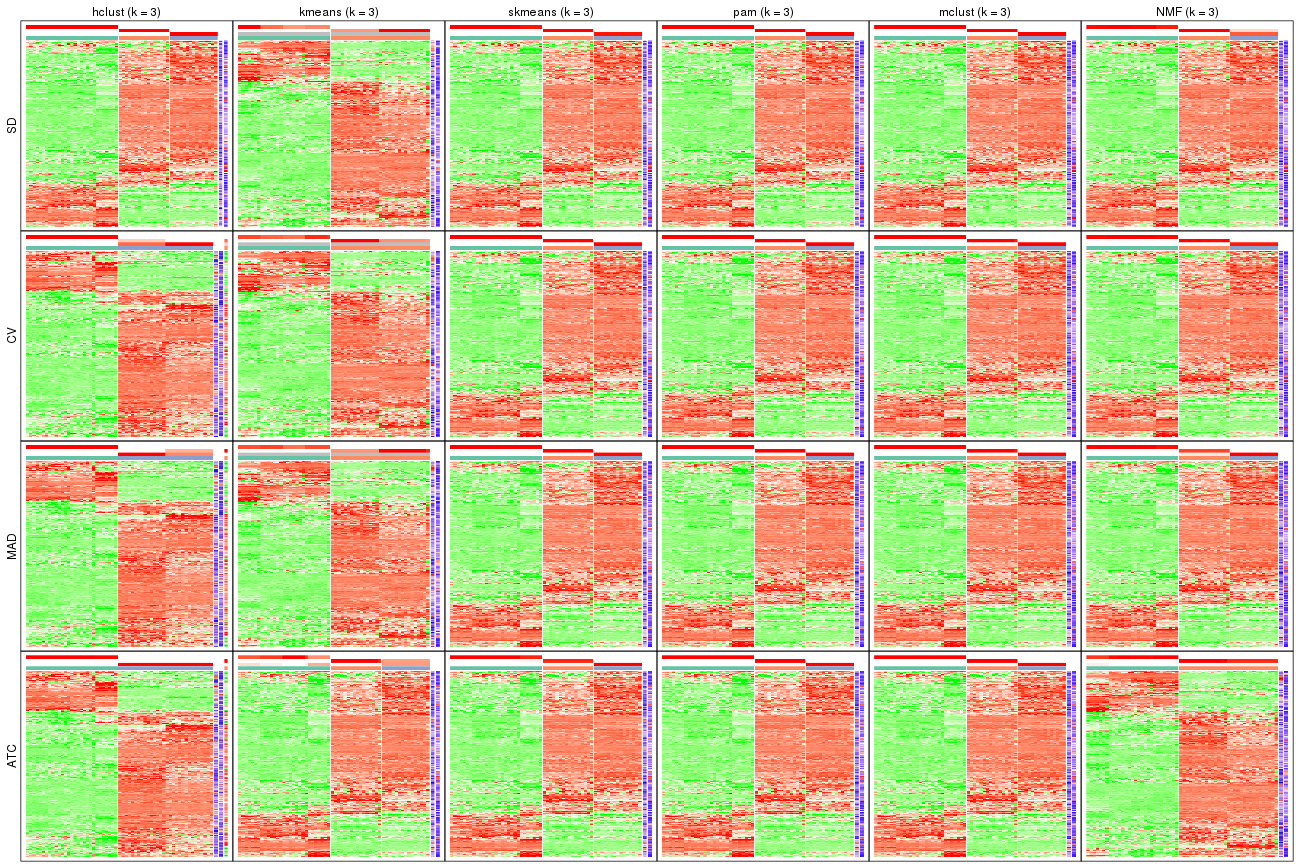 hclust (k = 3)
kmeans (k = 3)
skmeans (k = 3)
pam (k = 3)
mclust (k = 3)
NMF (k = 3)
SD
CV
MAD
ATC